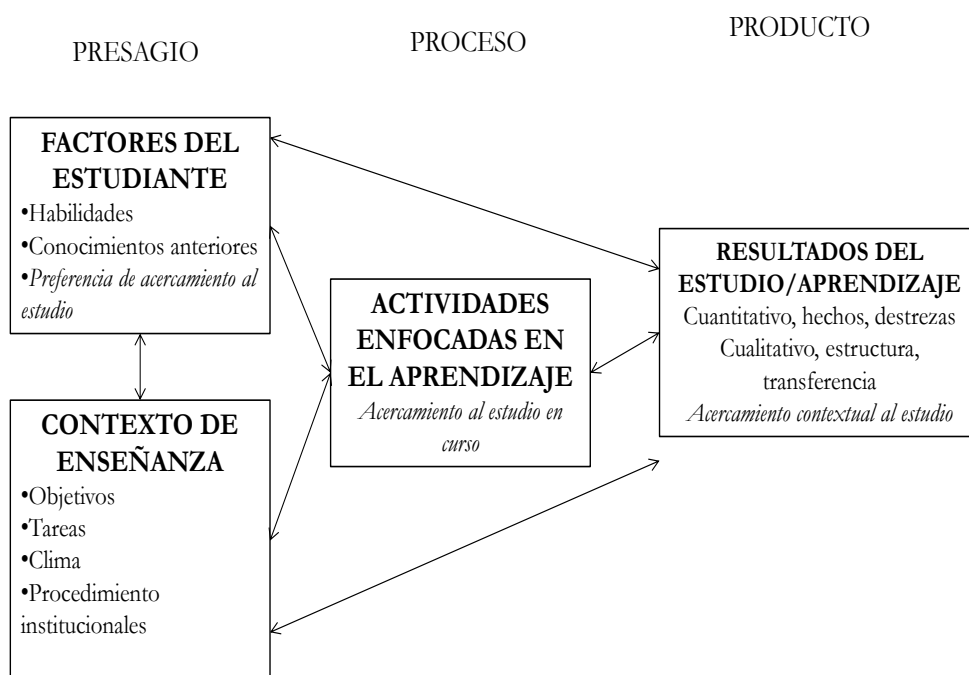 PRESAGIO
PROCESO
PRODUCTO
FACTORES DEL
ESTUDIANTE
•Habilidades
•Conocimientos anteriores
•Preferencia de acercamiento al
estudio
CONTEXTO DE
ENSEÑANZA
•Objetivos
•Tareas
•Clima
•Procedimiento
institucionales
ACTIVIDADES
ENFOCADAS EN
EL APRENDIZAJE
Acercamiento al estudio en
curso
RESULTADOS DEL
ESTUDIO/APRENDIZAJE
Cuantitativo, hechos, destrezas
Cualitativo, estructura,
transferencia
Acercamiento contextual al estudio